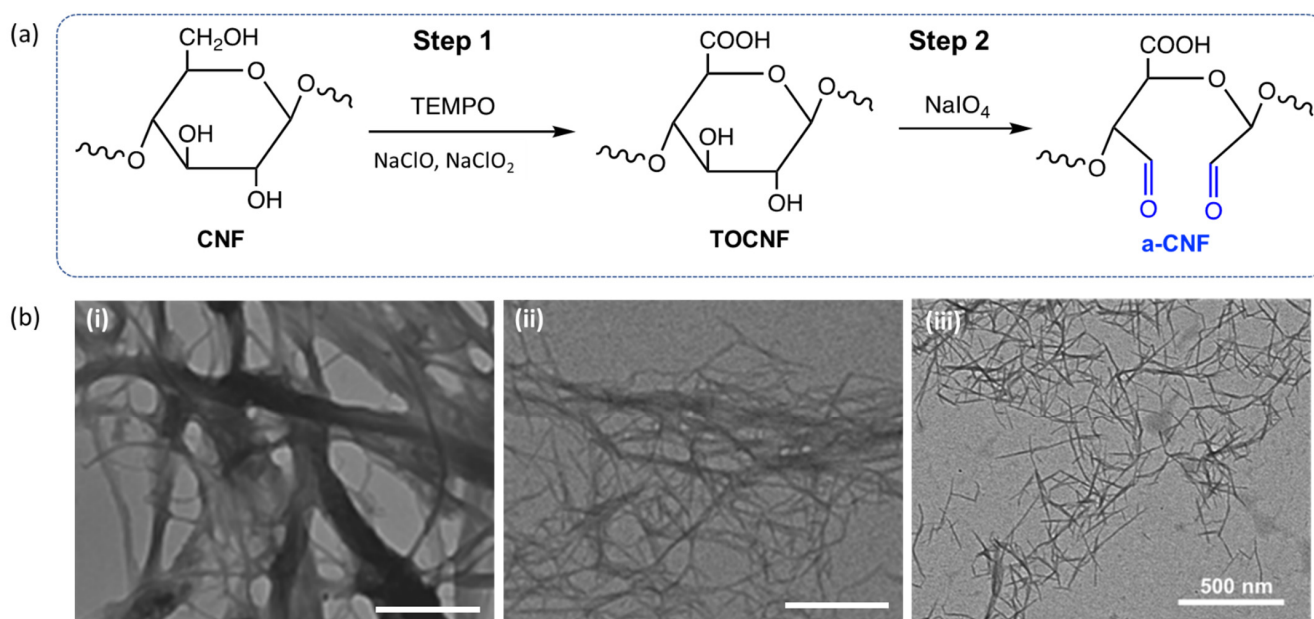 (a)
Step 1
Step 2
CH₂OH
O
O
OH
O
OH
CNF
TEMPO
NaClO, NaClO₂
COOH
O
O
OH
O
OH
TOCNF
NaIO₄
COOH
O
O
O
O
O
a-CNF
(b)
(i)
(ii)
(iii)
500 nm